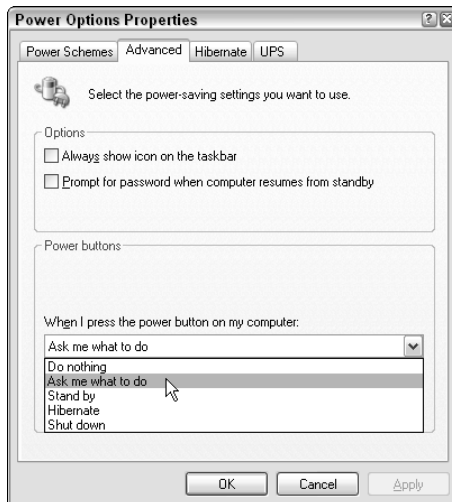 Power Options Properties
Power Schemes Advanced Hibernate UPS
Select the power-saving settings you want to use.
Options
Always show icon on the taskbar
Prompt for password when computer resumes from standby
Power buttons
When I press the power button on my computer:
Ask me what to do
Do nothing
Ask me what to do
Stand by
Hibernate
Shut down
OK Cancel Apply